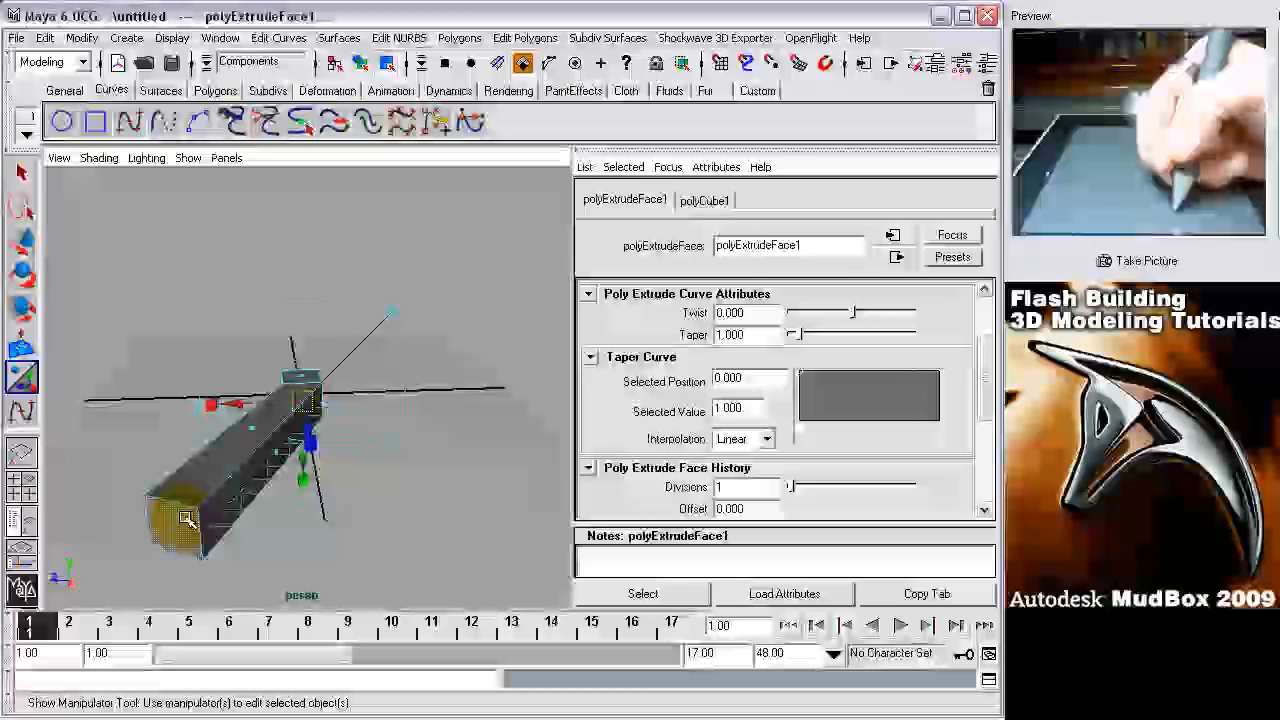 Maya 6.0CG \untitled --- polyExtrudeFace1...
File Edit Modify Create Display Window Edit Curves Surfaces Edit NURBS Polygons Edit Polygons Subdiv Surfaces Shockwave 3D Exporter OpenFlight Help
Modeling Components
General Curves Surfaces Polygons Subdivs Deformation Animation Dynamics Rendering PaintEffects Cloth Fluids Fur Custom
1
View Shading Lighting Show Panels
List Selected Focus Attributes Help
polyExtrudeFace1 polyCube1
polyExtrudeFace: polyExtrudeFace1
Focus
Presets
Poly Extrude Curve Attributes
Twist 0.000
Taper 1.000
Taper Curve
Selected Position 0.000
Selected Value 1.000
Interpolation Linear
Poly Extrude Face History
Divisions 1
Offset 0.000
Notes: polyExtrudeFace1
Select Load Attributes Copy Tab
persp
1 2 3 4 5 6 7 8 9 10 11 12 13 14 15 16 17 1.00
1
1.00 1.00 17.00 48.00 No Character Set
Show Manipulator Tool: Use manipulator(s) to edit selected object(s)
Preview:
Take Picture
Flash Building
3D Modeling Tutorials
Autodesk MudBox 2009